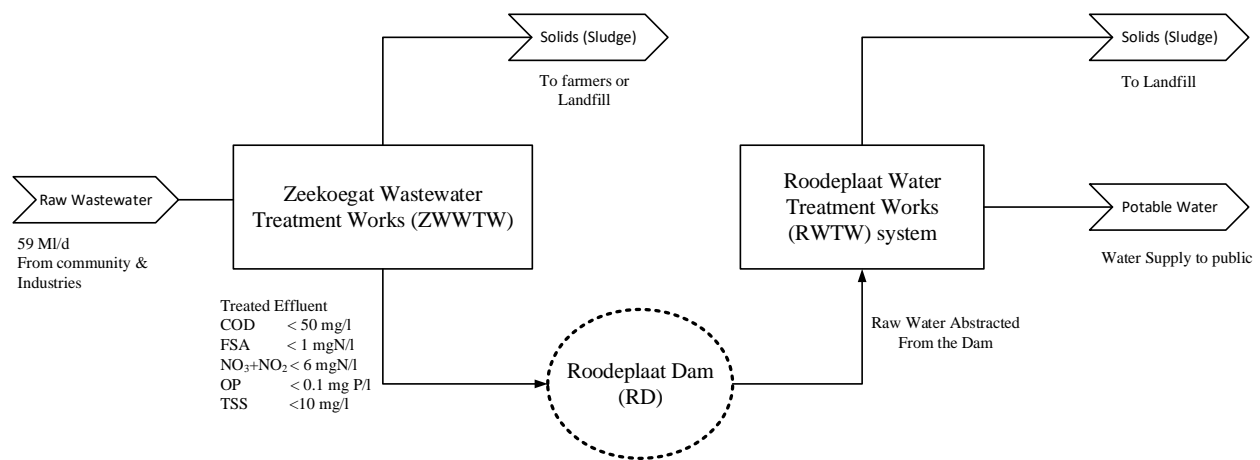 Solids (Sludge)
To farmers or
Landfill
Solids (Sludge)
To Landfill
Raw Wastewater
59 Ml/d
From community &
Industries
Zeekoegat Wastewater
Treatment Works (ZWWTW)
Roodeplaat Water
Treatment Works
(RWTW) system
Potable Water
Water Supply to public
Treated Effluent
COD < 50 mg/l
FSA < 1 mgN/l
NO₃+NO₂ < 6 mgN/l
OP < 0.1 mg P/l
TSS <10 mg/l
Roodeplaat Dam
(RD)
Raw Water Abstracted
From the Dam